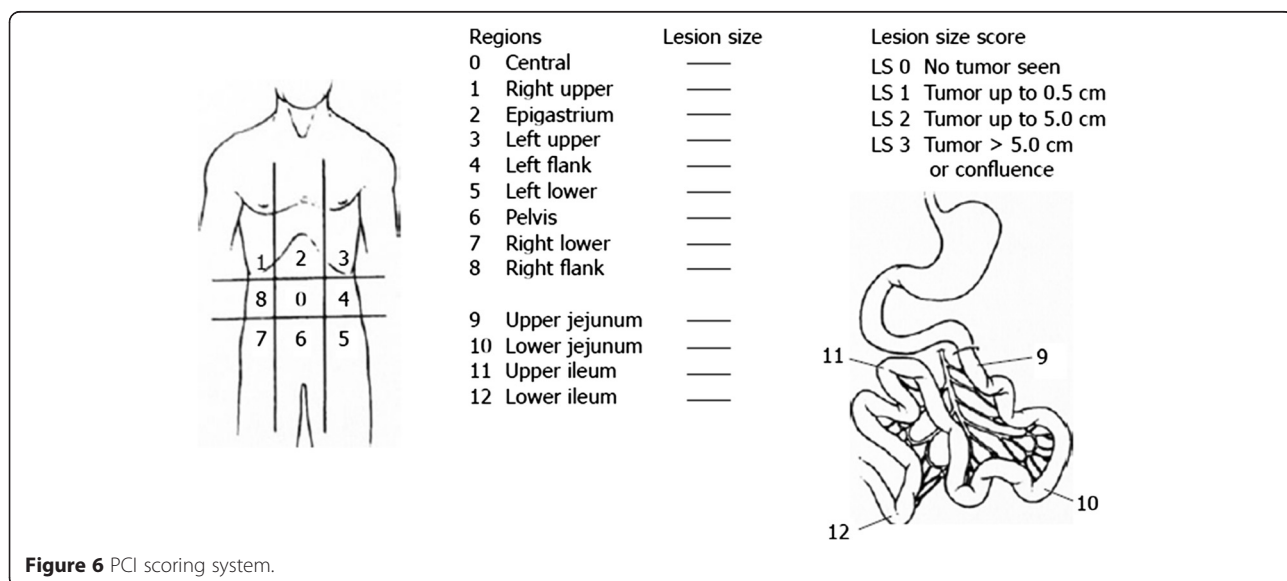 Regions Lesion size
0 Central
1 Right upper
2 Epigastrium
3 Left upper
4 Left flank
5 Left lower
6 Pelvis
7 Right lower
8 Right flank
9 Upper jejunum
10 Lower jejunum
11 Upper ileum
12 Lower ileum
Lesion size score
LS 0 No tumor seen
LS 1 Tumor up to 0.5 cm
LS 2 Tumor up to 5.0 cm
LS 3 Tumor > 5.0 cm
or confluence
1 2 3
8 0 4
7 6 5
11 9
10
12
Figure 6 PCI scoring system.